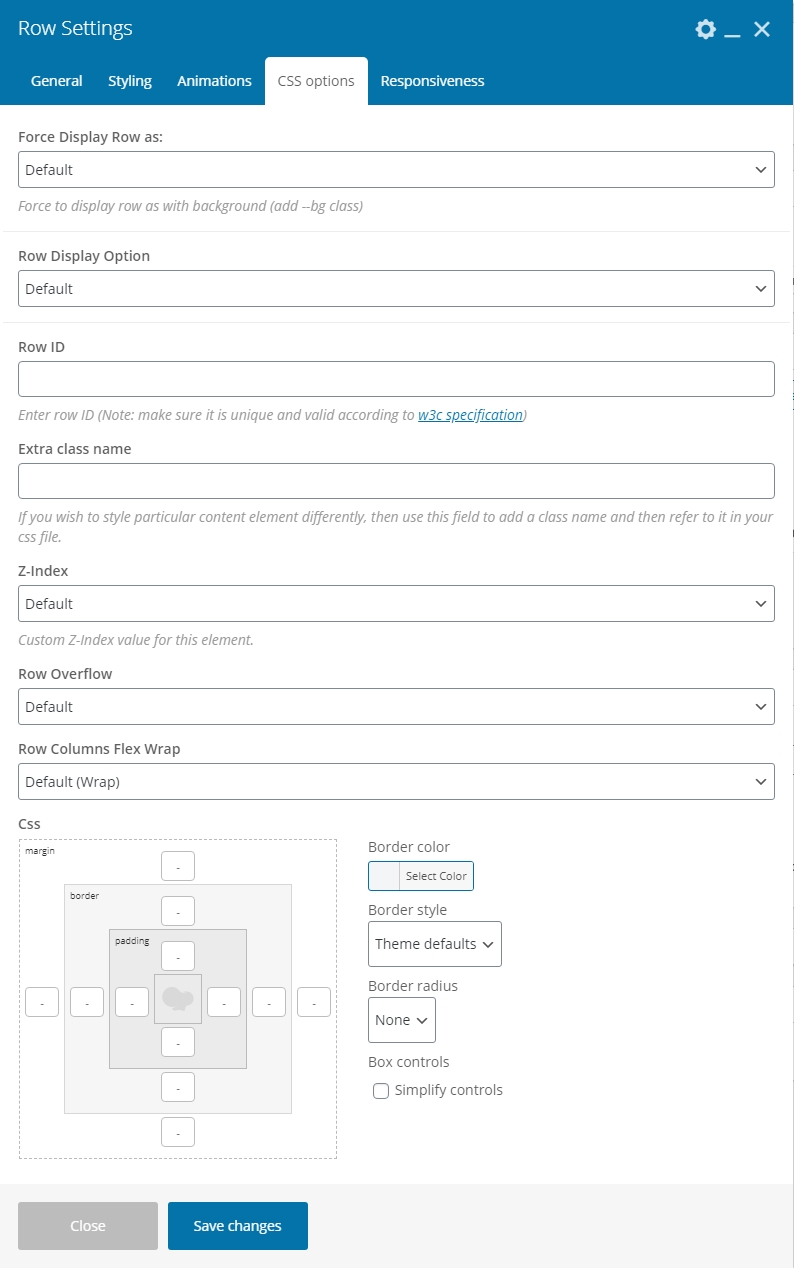 Row Settings
General Styling Animations CSS options Responsiveness
Force Display Row as:
Default
Force to display row as with background (add --bg class)
Row Display Option
Default
Row ID
Enter row ID (Note: make sure it is unique and valid according to w3c specification)
Extra class name
If you wish to style particular content element differently, then use this field to add a class name and then refer to it in your
css file.
Z-Index
Default
Custom Z-Index value for this element.
Row Overflow
Default
Row Columns Flex Wrap
Default (Wrap)
Css
margin
-
border
-
padding
-
- - - - - -
-
-
-
Border color
Select Color
Border style
Theme defaults
Border radius
None
Box controls
Simplify controls
Close Save changes